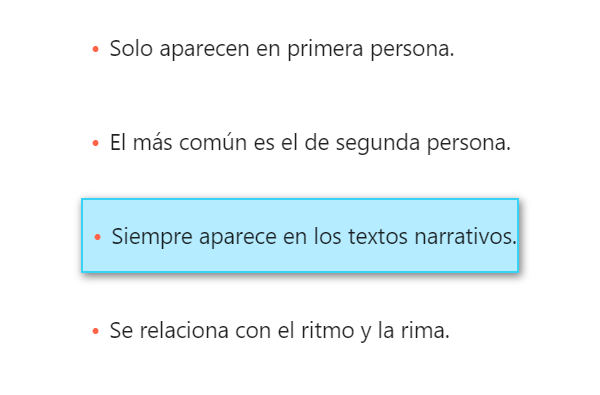 • Solo aparecen en primera persona.
• El más común es el de segunda persona.
• Siempre aparece en los textos narrativos.
• Se relaciona con el ritmo y la rima.